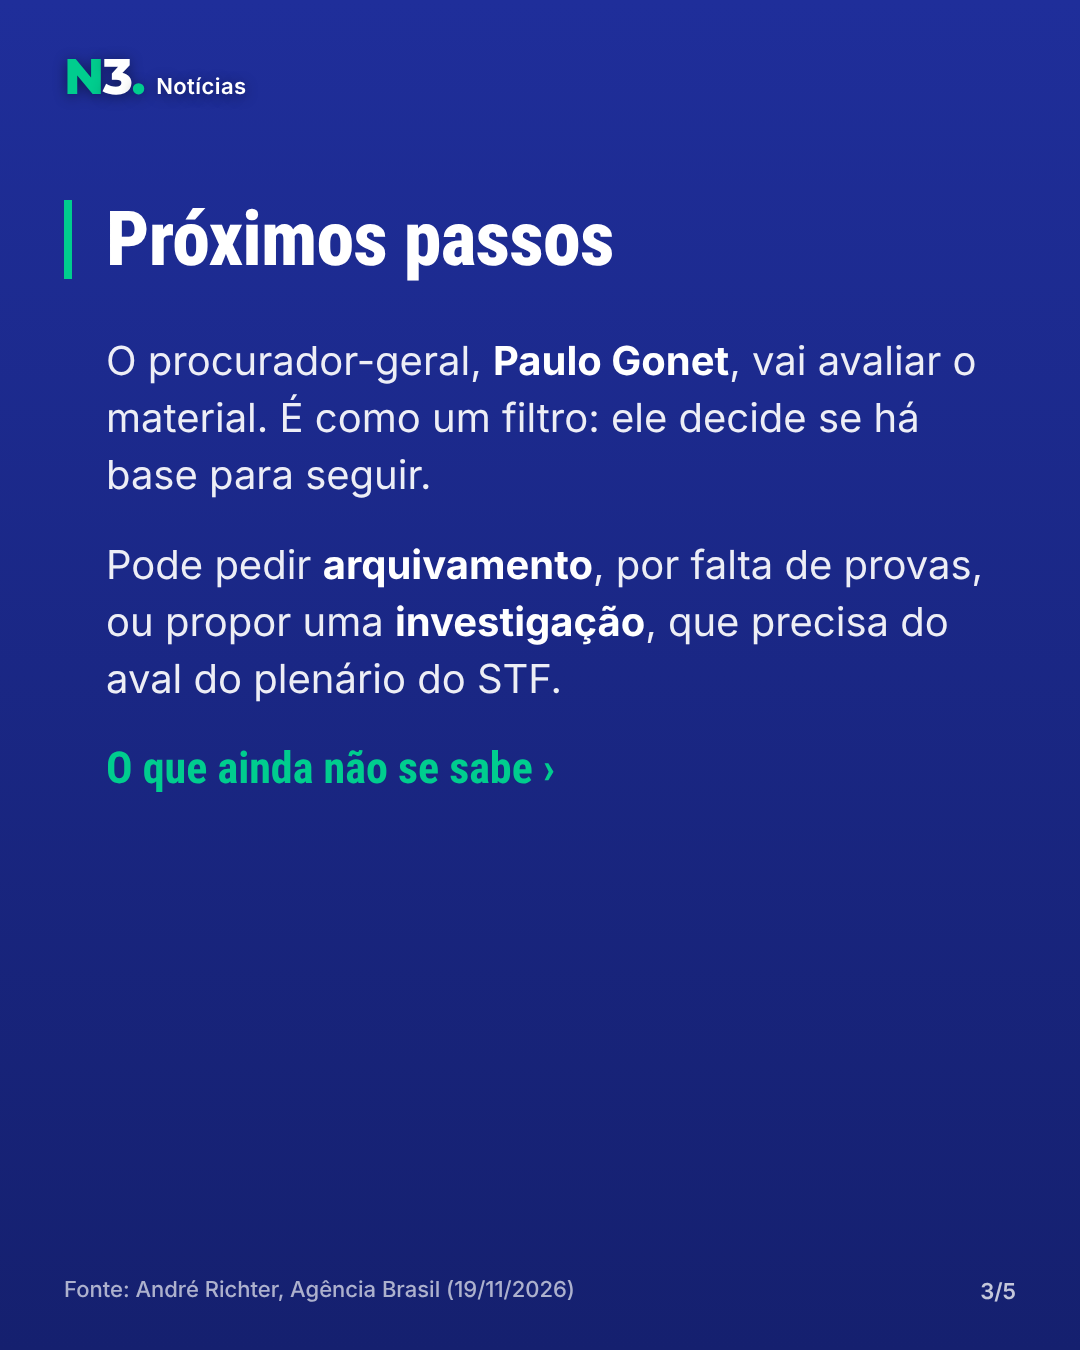 N3. Notícias
Próximos passos
O procurador-geral, Paulo Gonet, vai avaliar o
material. É como um filtro: ele decide se há
base para seguir.
Pode pedir arquivamento, por falta de provas,
ou propor uma investigação, que precisa do
aval do plenário do STF.
O que ainda não se sabe ›
Fonte: André Richter, Agência Brasil (19/11/2026)
3/5